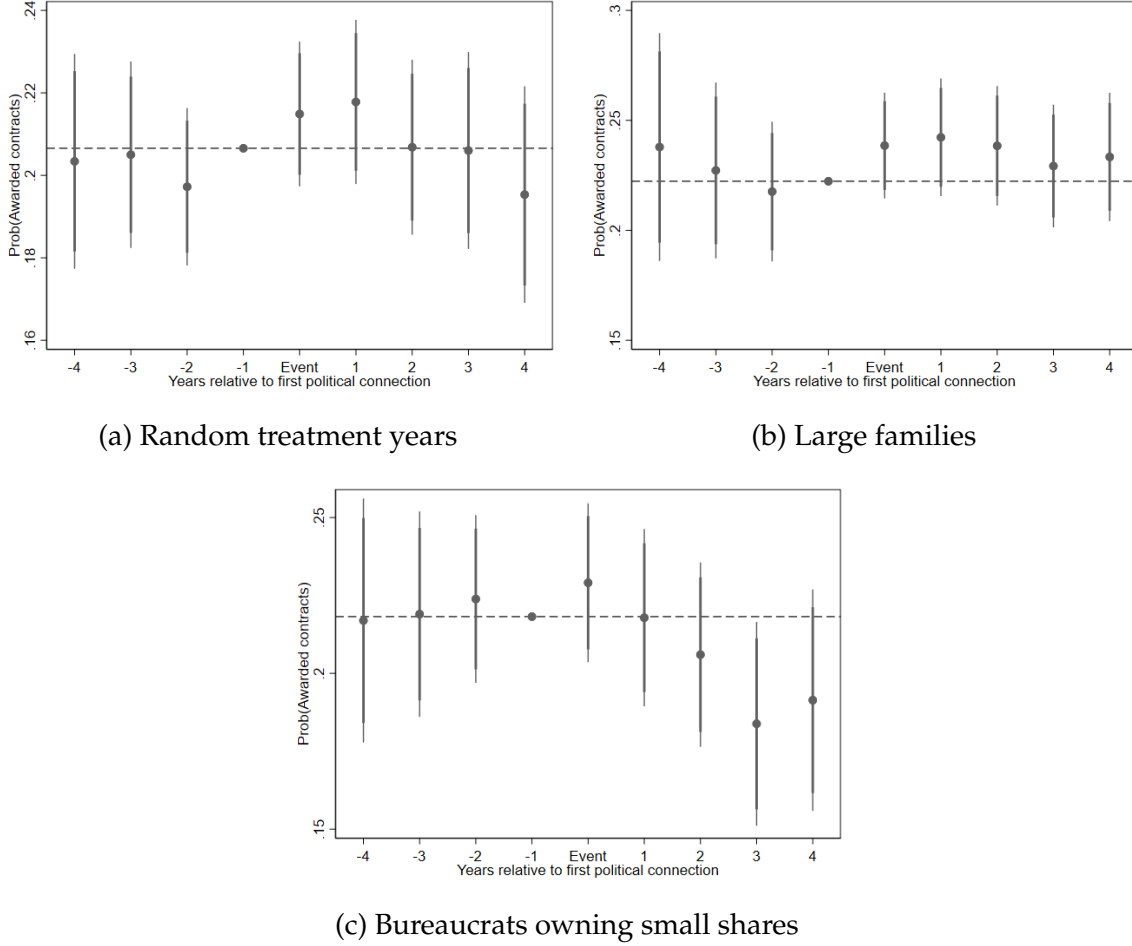 Prob(Awarded contracts)
.24
.22
.2
.18
.16
-4 -3 -2 -1 Event 1 2 3 4
Years relative to first political connection
(a) Random treatment years
Prob(Awarded contracts)
.3
.25
.2
.15
-4 -3 -2 -1 Event 1 2 3 4
Years relative to first political connection
(b) Large families
Prob(Awarded contracts)
.25
.2
.15
-4 -3 -2 -1 Event 1 2 3 4
Years relative to first political connection
(c) Bureaucrats owning small shares